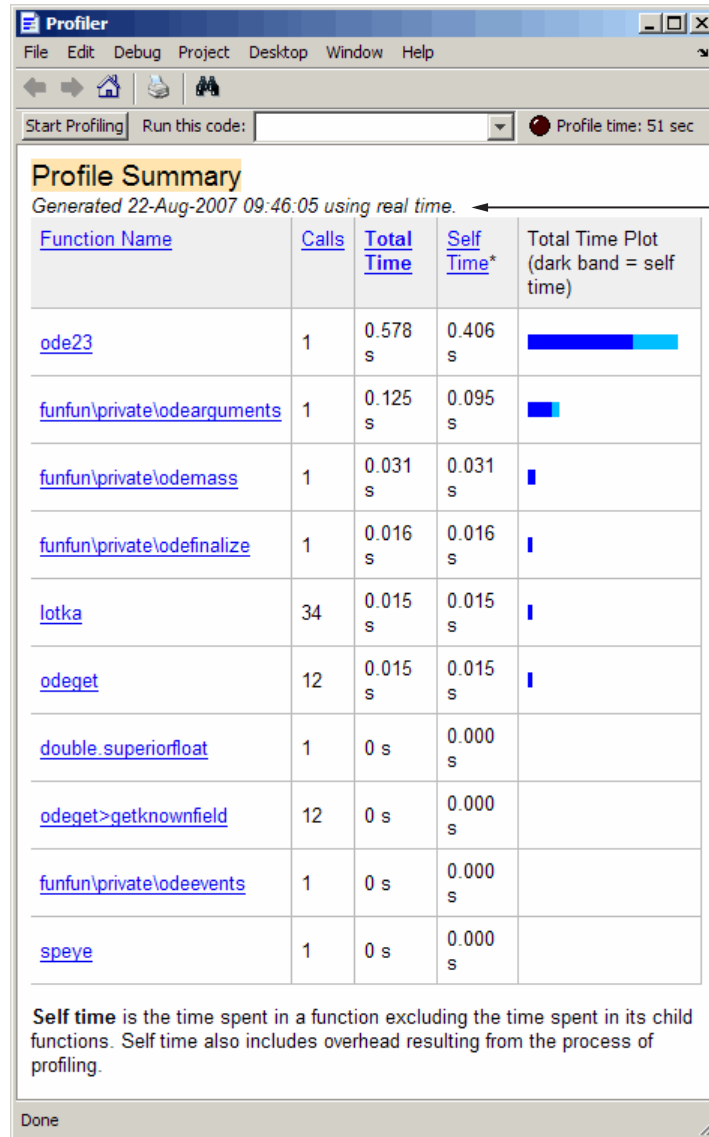 Profiler
File Edit Debug Project Desktop Window Help
Start Profiling Run this code: Profile time: 51 sec
Profile Summary
Generated 22-Aug-2007 09:46:05 using real time.
Function Name Calls Total Time Self Time* Total Time Plot (dark band = self time)
ode23 1 0.578 s 0.406 s
funfun\private\odearguments 1 0.125 s 0.095 s
funfun\private\odemass 1 0.031 s 0.031 s
funfun\private\odefinalize 1 0.016 s 0.016 s
lotka 34 0.015 s 0.015 s
odeget 12 0.015 s 0.015 s
double.superiorfloat 1 0 s 0.000 s
odeget>getknownfield 12 0 s 0.000 s
funfun\private\odeevents 1 0 s 0.000 s
speye 1 0 s 0.000 s
Self time is the time spent in a function excluding the time spent in its child
functions. Self time also includes overhead resulting from the process of
profiling.
Done